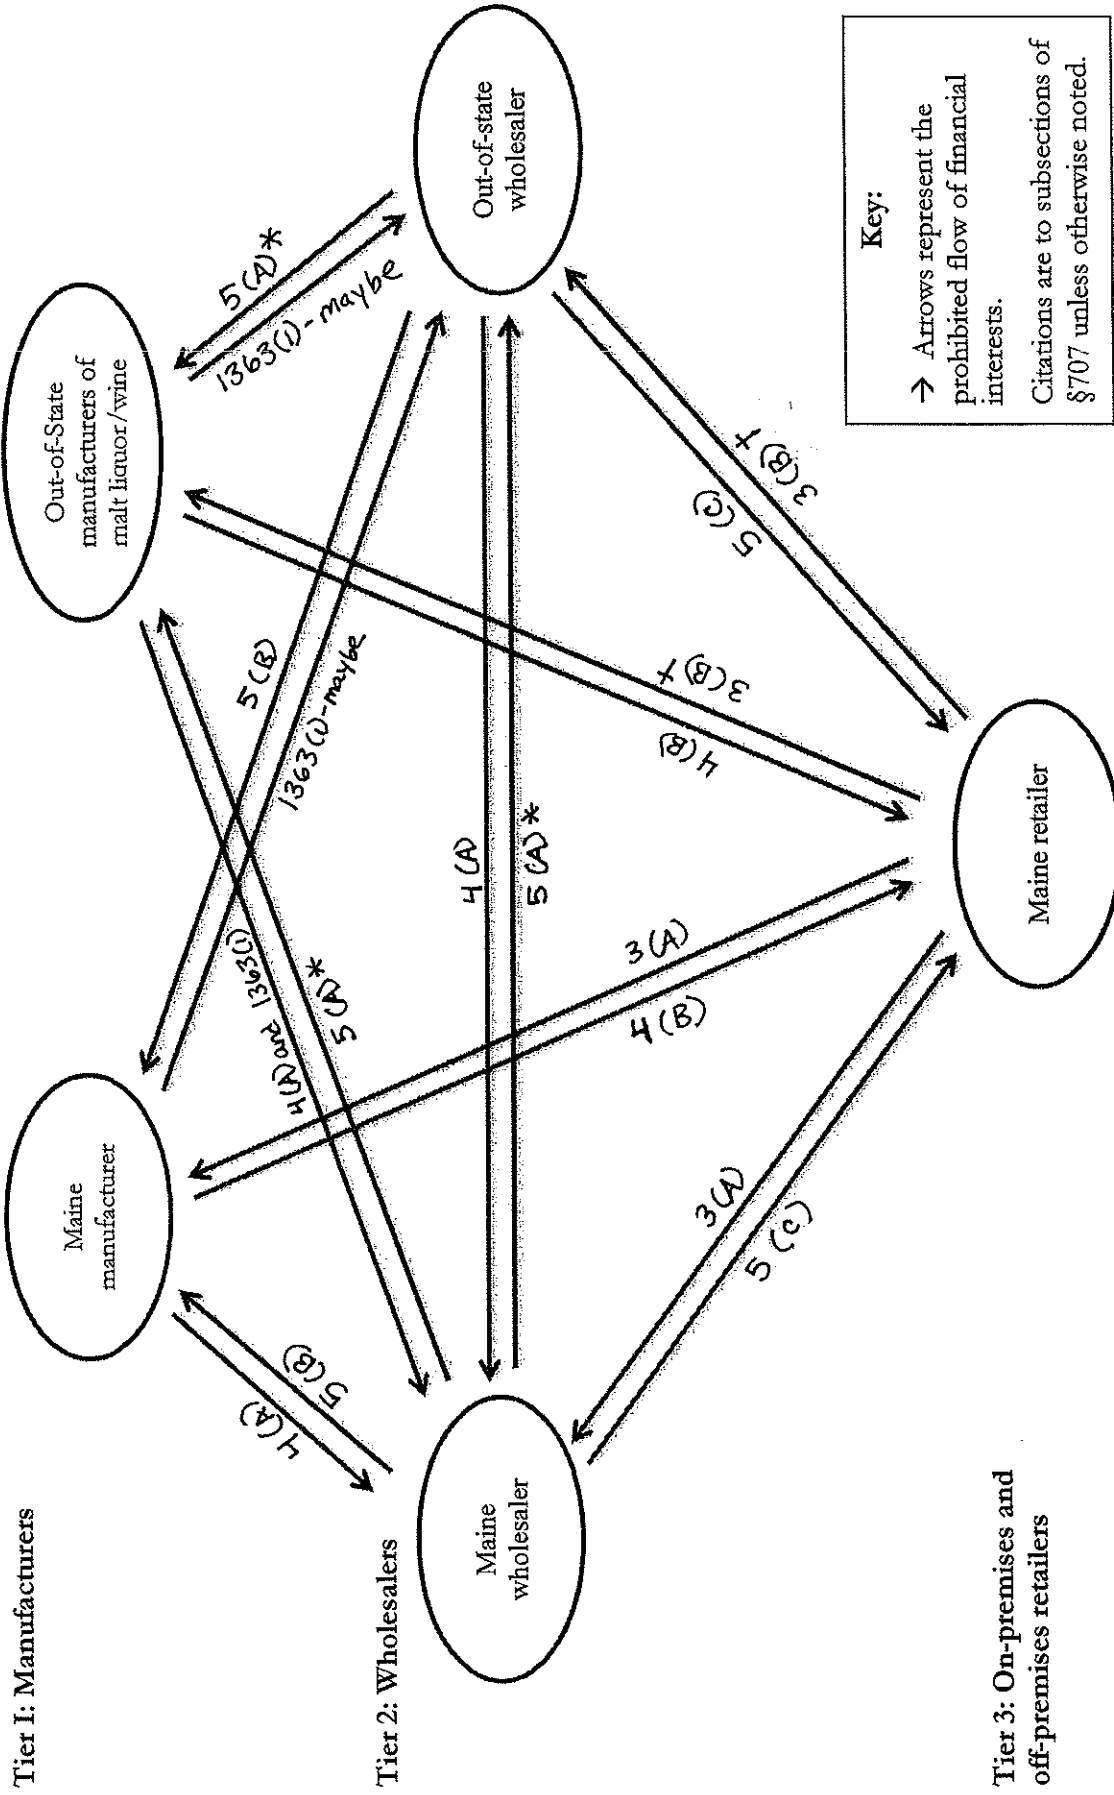 Tier I: Manufacturers
Maine
manufacturer
Out-of-State
manufacturers of
malt liquor/wine
4(A)
5(B)
4(A) and 1363(1)
5(A)*
5(B)
1363(1)-maybe
5(A)*
1363(1)-maybe
Tier 2: Wholesalers
Maine
wholesaler
Out-of-state
wholesaler
4(A)
5(A)*
3(A)
4(B)
3(B)†
4(B)
3(A)
5(C)
5(C)
3(B)†
Tier 3: On-premises and
off-premises retailers
Maine retailer
Key:
→ Arrows represent the
prohibited flow of financial
interests.
Citations are to subsections of
§707 unless otherwise noted.